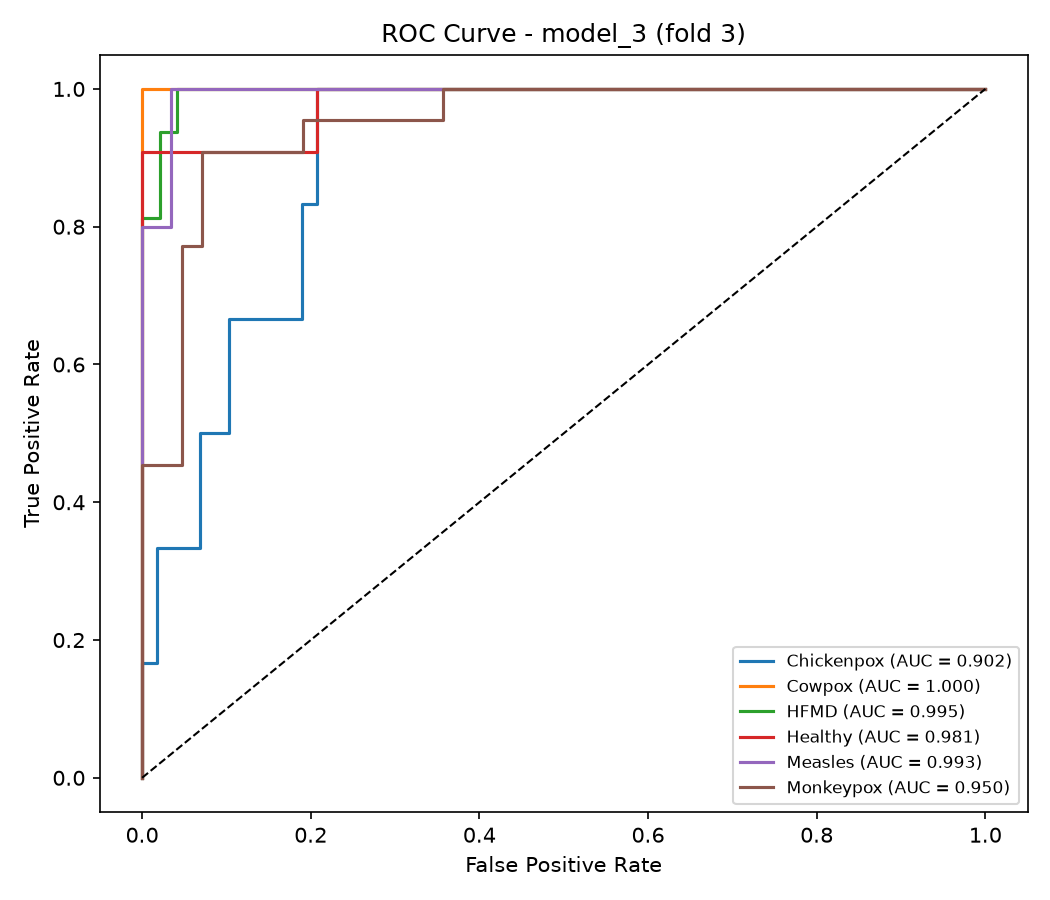 ROC Curve - model_3 (fold 3)
True Positive Rate
1.0
0.8
0.6
0.4
0.2
0.0
0.0 0.2 0.4 0.6 0.8 1.0
False Positive Rate
Chickenpox (AUC = 0.902)
Cowpox (AUC = 1.000)
HFMD (AUC = 0.995)
Healthy (AUC = 0.981)
Measles (AUC = 0.993)
Monkeypox (AUC = 0.950)